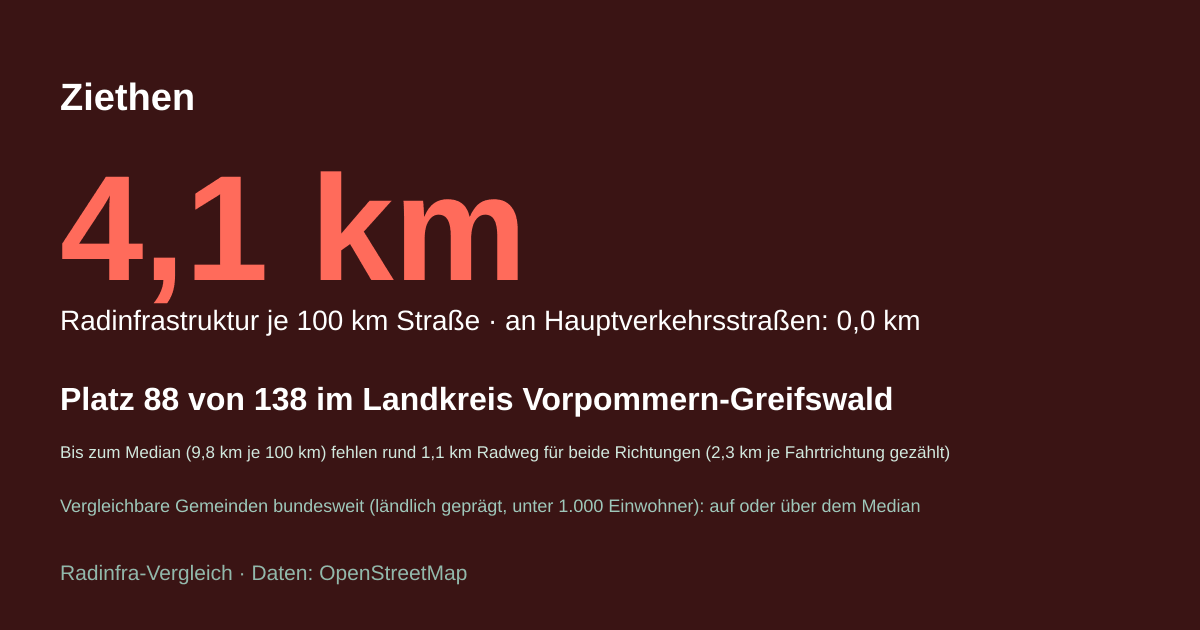 Ziethen
4,1 km
Radinfrastruktur je 100 km Straße · an Hauptverkehrsstraßen: 0,0 km
Platz 88 von 138 im Landkreis Vorpommern-Greifswald
Bis zum Median (9,8 km je 100 km) fehlen rund 1,1 km Radweg für beide Richtungen (2,3 km je Fahrtrichtung gezählt)
Vergleichbare Gemeinden bundesweit (ländlich geprägt, unter 1.000 Einwohner): auf oder über dem Median
Radinfra-Vergleich · Daten: OpenStreetMap